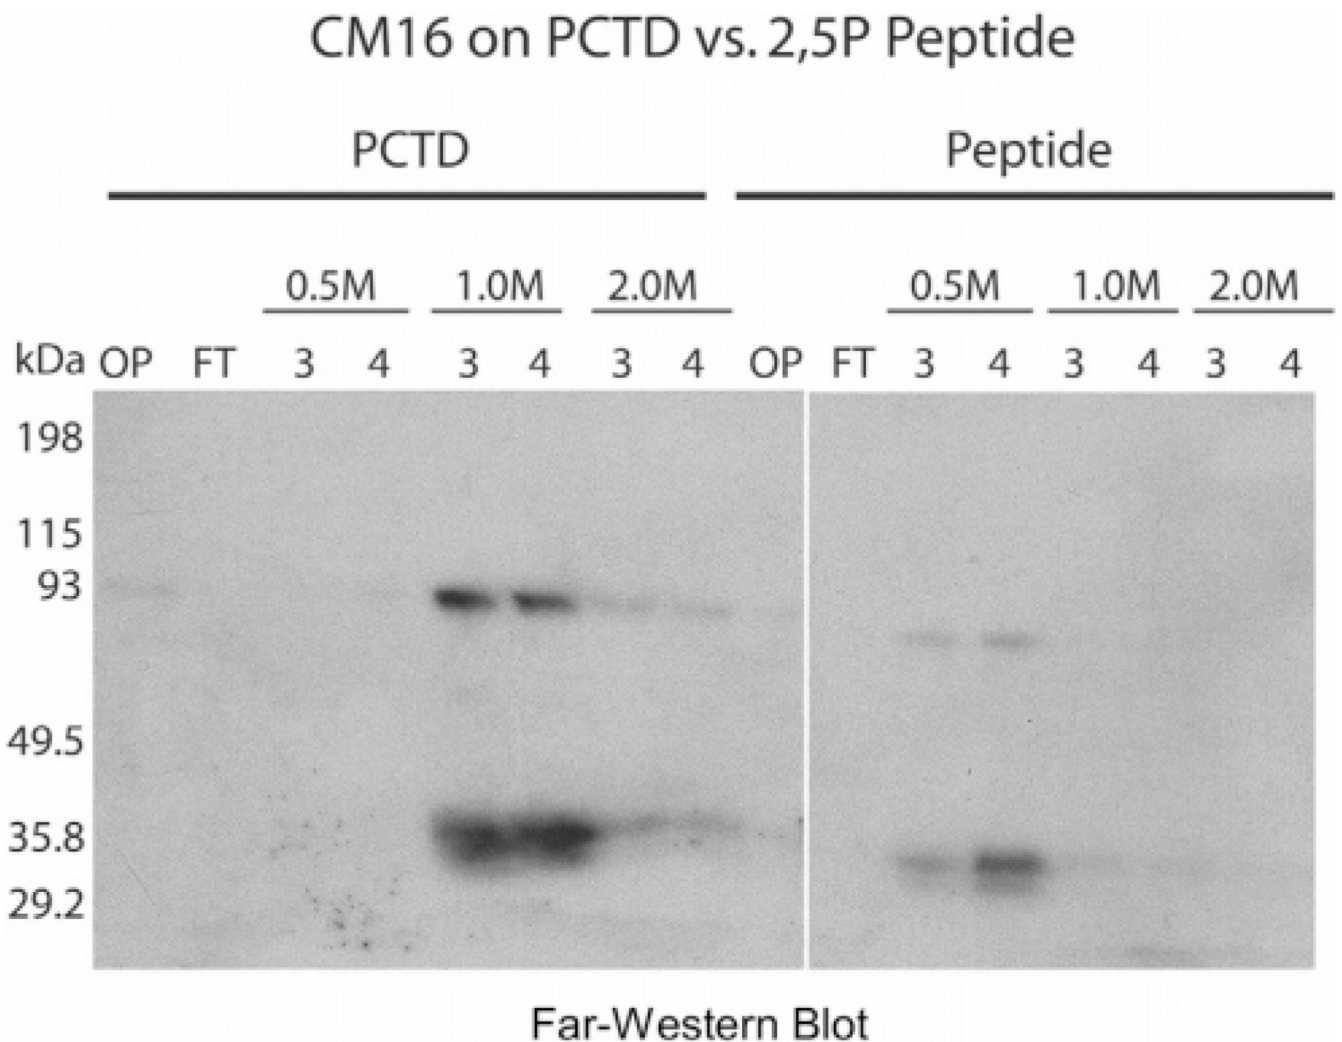 CM16 on PCTD vs. 2,5P Peptide
PCTD Peptide
0.5M 1.0M 2.0M 0.5M 1.0M 2.0M
kDa OP FT 3 4 3 4 3 4 OP FT 3 4 3 4 3 4
198
115
93
49.5
35.8
29.2
Far-Western Blot